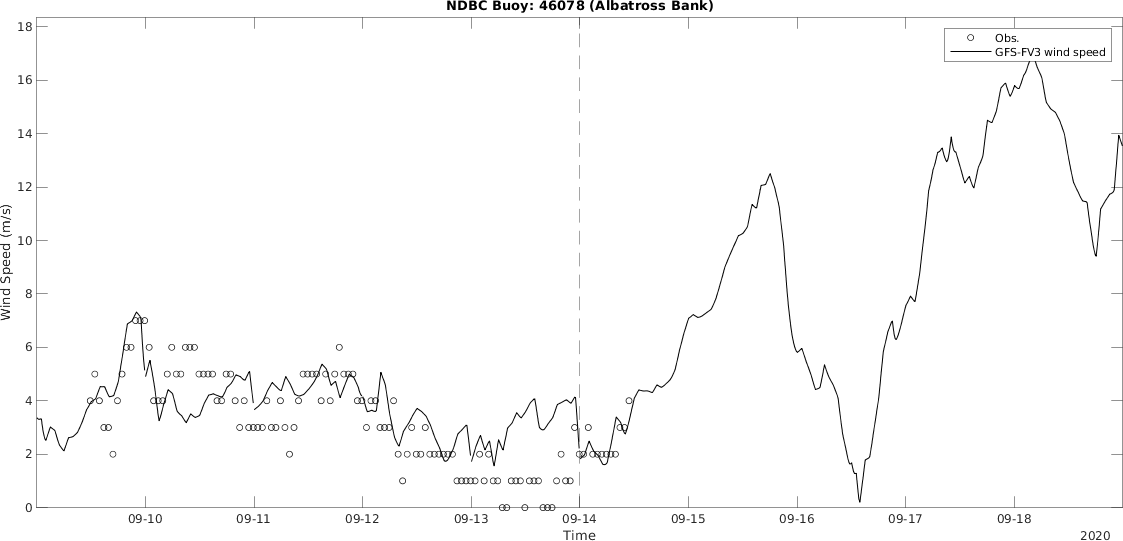 NDBC Buoy: 46078 (Albatross Bank)
18
16
14
12
10
8
6
4
2
0
Wind Speed (m/s)
Obs.
GFS-FV3 wind speed
09-10 09-11 09-12 09-13 09-14 09-15 09-16 09-17 09-18
Time
2020